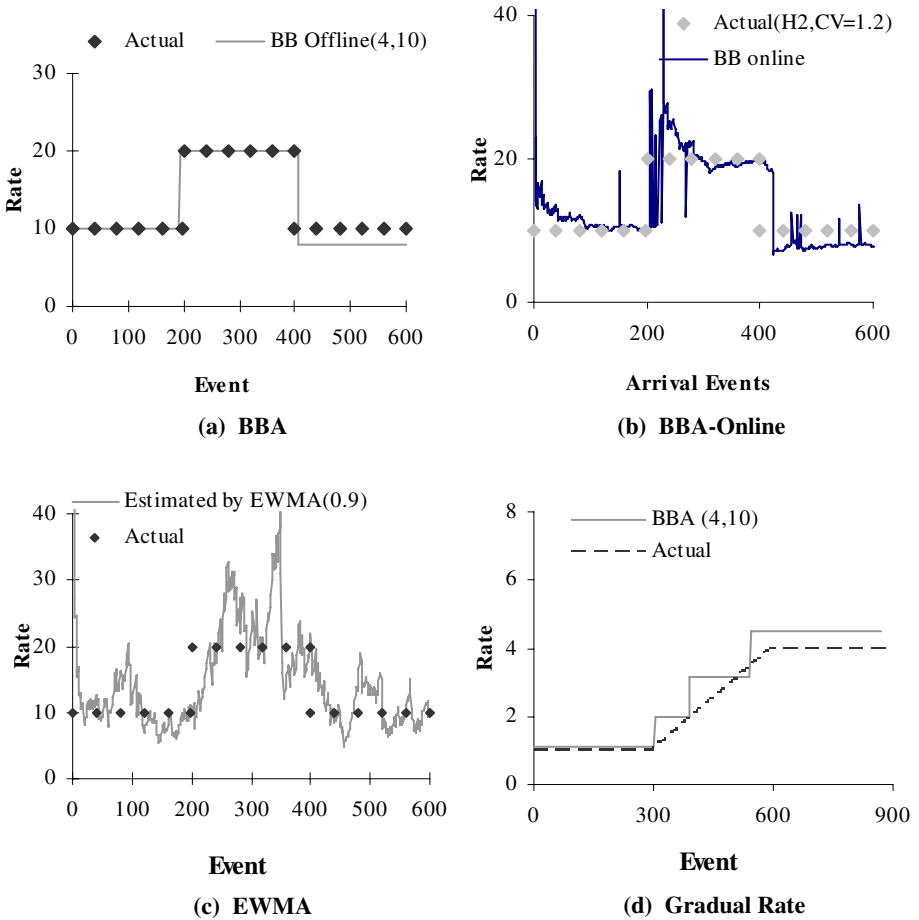 Actual
BB Offline(4,10)
30
20
10
0
Rate
0 100 200 300 400 500 600
Event
(a) BBA
40
20
0
Rate
Actual(H2,CV=1.2)
BB online
0 200 400 600
Arrival Events
(b) BBA-Online
Estimated by EWMA(0.9)
Actual
40
30
20
10
0
Rate
0 100 200 300 400 500 600
Event
(c) EWMA
8
6
4
2
0
Rate
BBA (4,10)
Actual
0 300 600 900
Event
(d) Gradual Rate